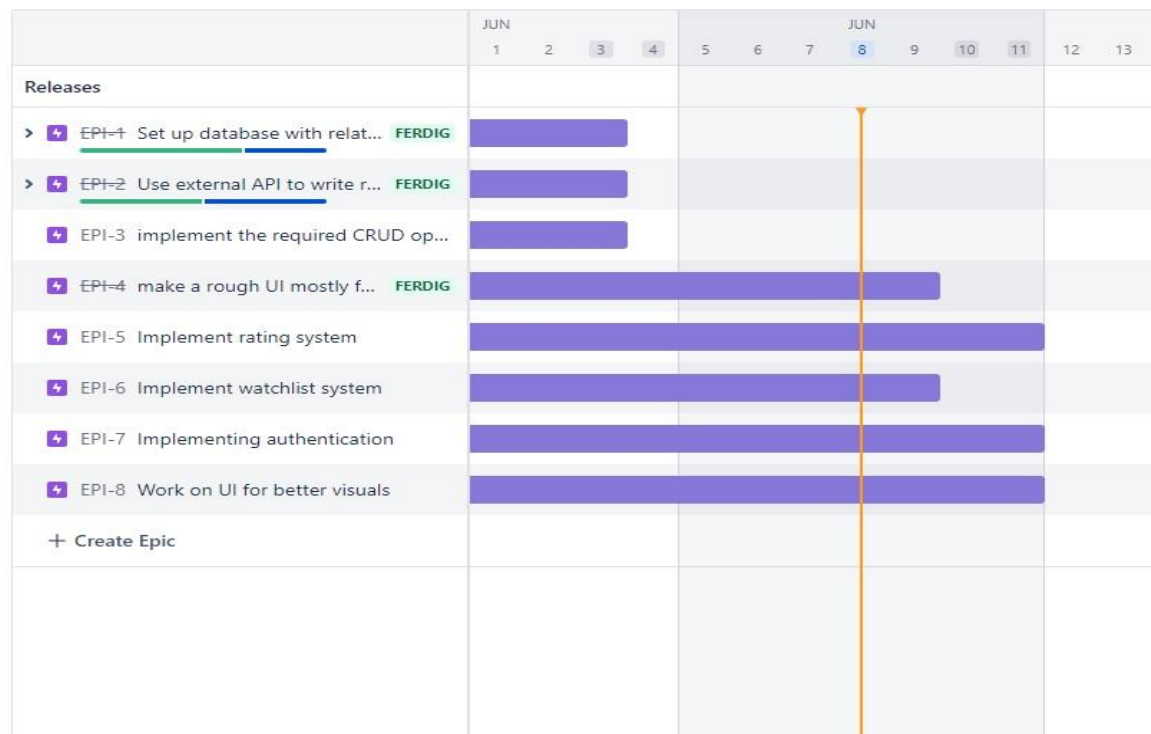 JUN JUN
1 2 3 4 5 6 7 8 9 10 11 12 13
Releases
EPI-1 Set up database with relat... FERDIG
EPI-2 Use external API to write r... FERDIG
EPI-3 implement the required CRUD op...
EPI-4 make a rough UI mostly f... FERDIG
EPI-5 Implement rating system
EPI-6 Implement watchlist system
EPI-7 Implementing authentication
EPI-8 Work on UI for better visuals
+ Create Epic